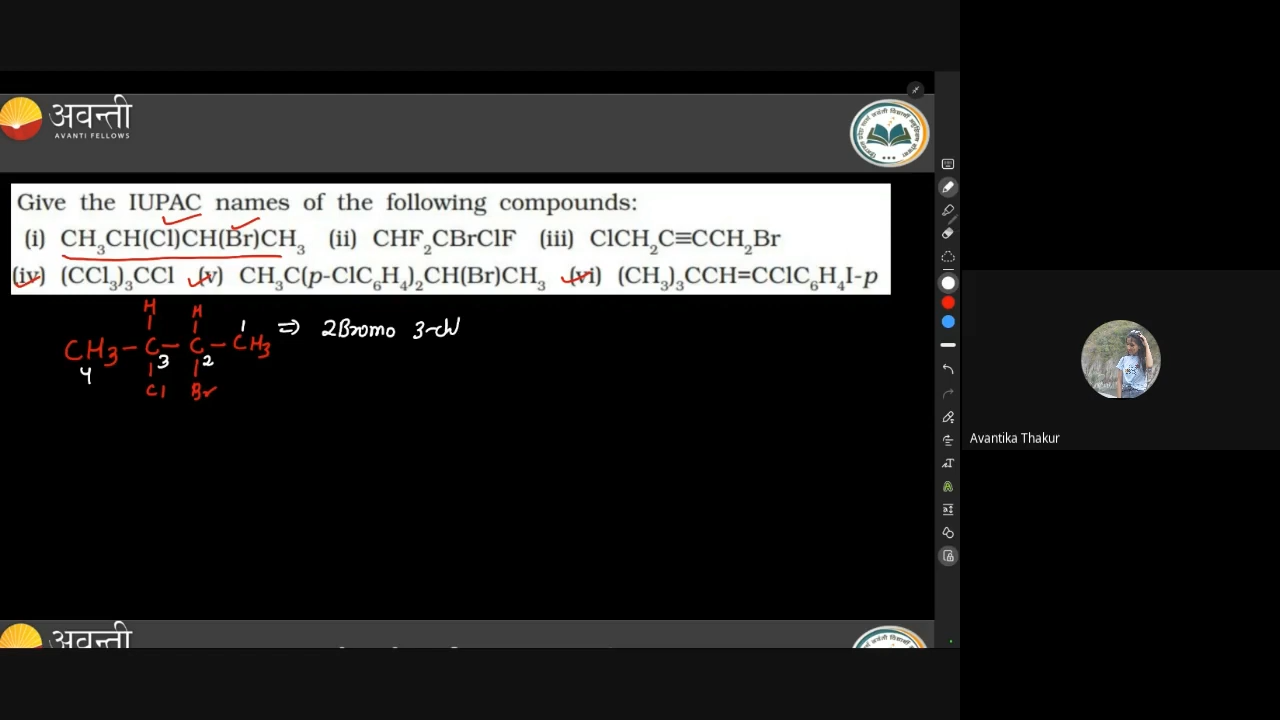 अवन्ती
AVANTI FELLOWS
Give the IUPAC names of the following compounds:
(i) CH₃CH(Cl)CH(Br)CH₃ (ii) CHF₂CBrClF (iii) ClCH₂C≡CCH₂Br
(iv) (CCl₃)₃CCl (v) CH₃C(p-ClC₆H₄)₂CH(Br)CH₃ (vi) (CH₃)₃CCH=CClC₆H₄I-p
H H
CH₃ – C – C – CH₃ ⇒ 2Bromo 3-chl
4 3 2 1
Cl Br
Avantika Thakur
अवन्ती